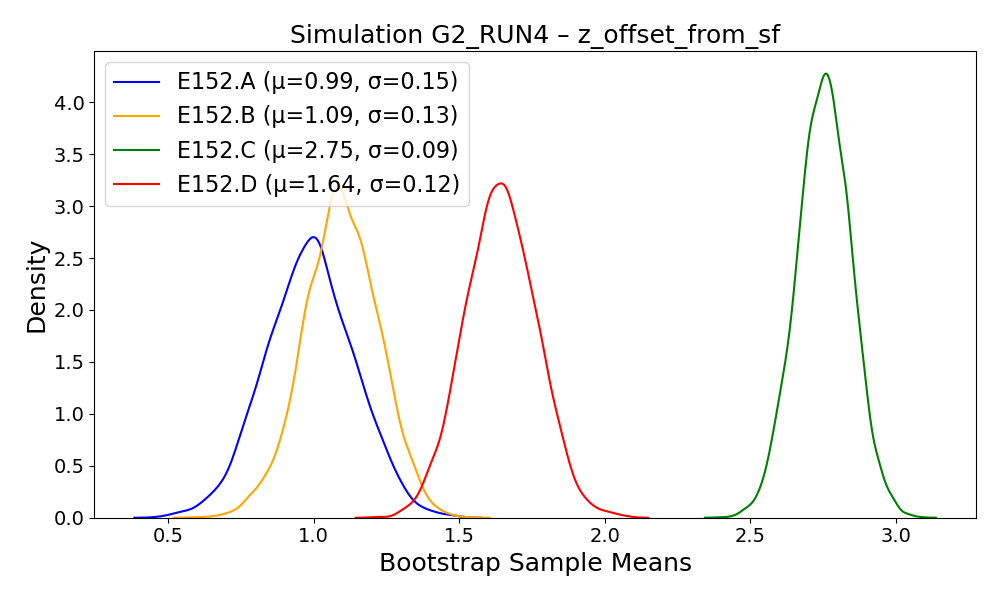 Simulation G2_RUN4 – z_offset_from_sf
E152.A (μ=0.99, σ=0.15)
E152.B (μ=1.09, σ=0.13)
E152.C (μ=2.75, σ=0.09)
E152.D (μ=1.64, σ=0.12)
Density
4.0
3.5
3.0
2.5
2.0
1.5
1.0
0.5
0.0
0.5 1.0 1.5 2.0 2.5 3.0
Bootstrap Sample Means